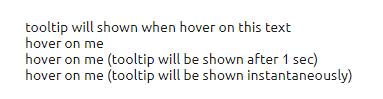 tooltip will shown when hover on this text
hover on me
hover on me (tooltip will be shown after 1 sec)
hover on me (tooltip will be shown instantaneously)